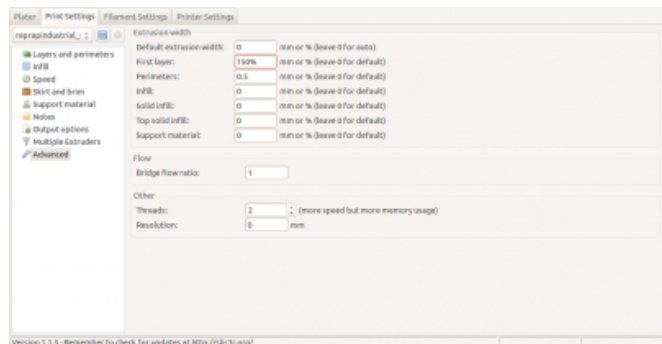 Plater Print Settings Filament Settings Printer Settings
reprapindustrial_
Layers and perimeters
Infill
Speed
Skirt and brim
Support material
Notes
Output options
Multiple Extruders
Advanced
Extrusion width
Default extrusion width: 0 mm or % (leave 0 for auto)
First layer: 150% mm or % (leave 0 for default)
Perimeters: 0.5 mm or % (leave 0 for default)
Infill: 0 mm or % (leave 0 for default)
Solid infill: 0 mm or % (leave 0 for default)
Top solid infill: 0 mm or % (leave 0 for default)
Support material: 0 mm or % (leave 0 for default)
Flow
Bridge flow ratio: 1
Other
Threads: 2 (more speed but more memory usage)
Resolution: 0 mm
Remember to check for updates at http://slic3r.org/